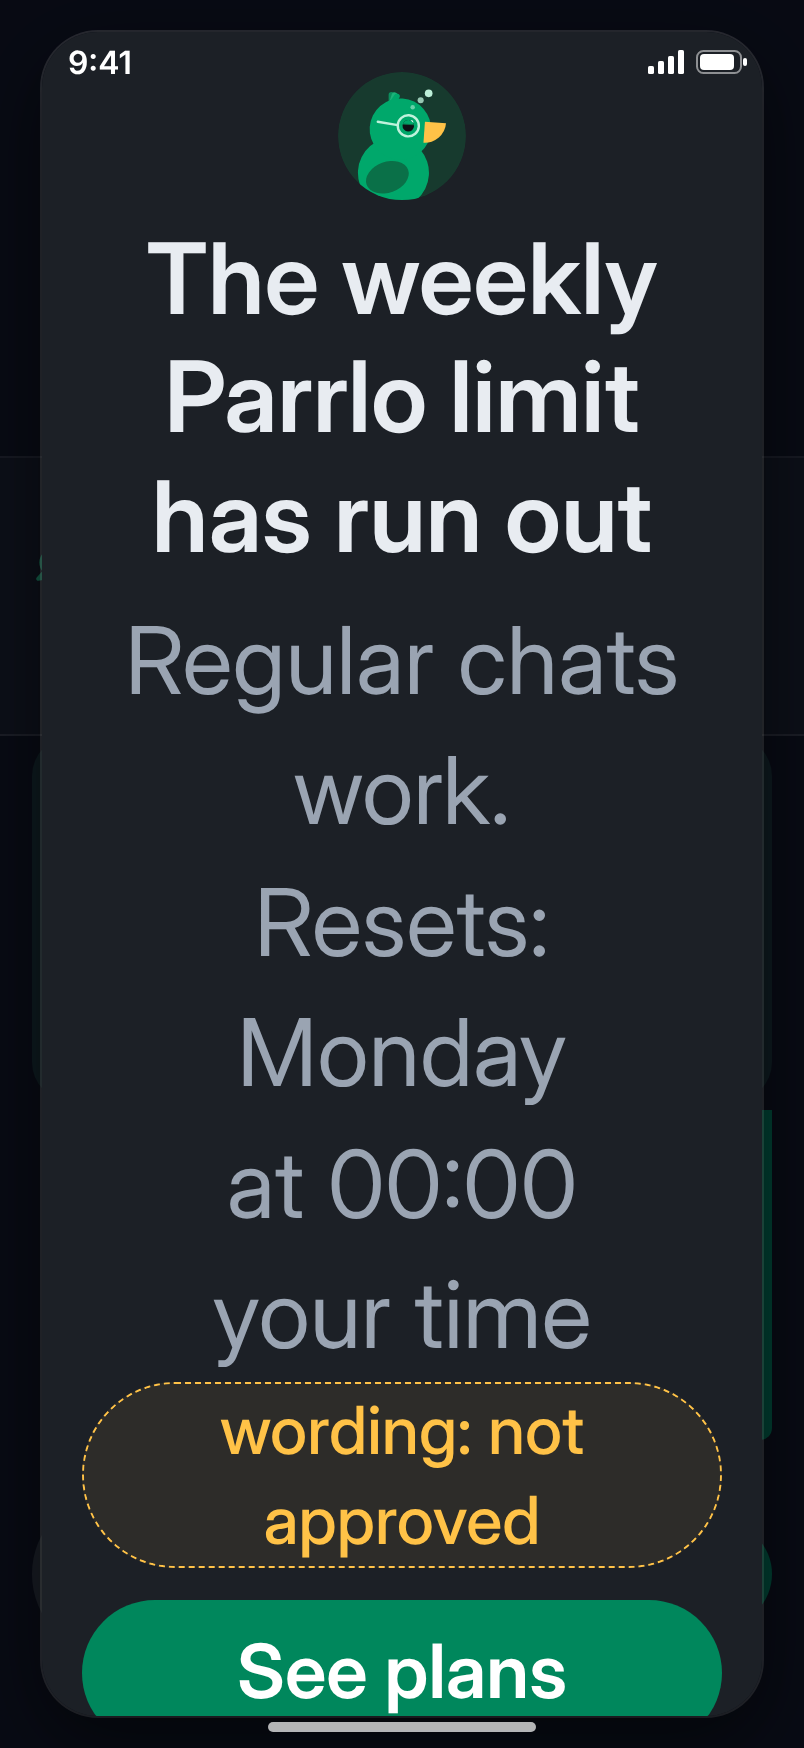 9:41
The weekly
Parrlo limit
has run out
Regular chats
work.
Resets:
Monday
at 00:00
your time
wording: not
approved
See plans